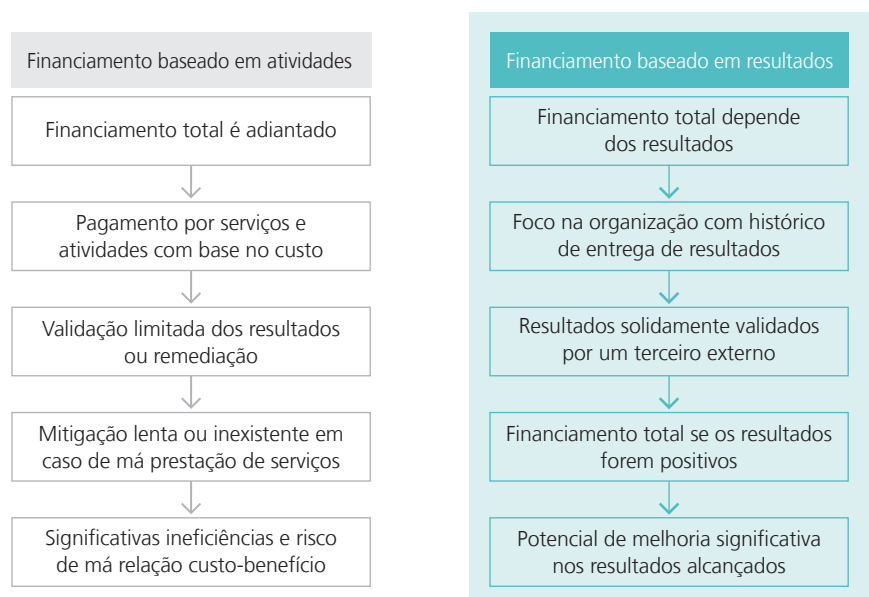 Financiamento baseado em atividades
Financiamento total é adiantado
Pagamento por serviços e
atividades com base no custo
Validação limitada dos resultados
ou remediação
Mitigação lenta ou inexistente em
caso de má prestação de serviços
Significativas ineficiências e risco
de má relação custo-benefício
Financiamento baseado em resultados
Financiamento total depende
dos resultados
Foco na organização com histórico
de entrega de resultados
Resultados solidamente validados
por um terceiro externo
Financiamento total se os resultados
forem positivos
Potencial de melhoria significativa
nos resultados alcançados